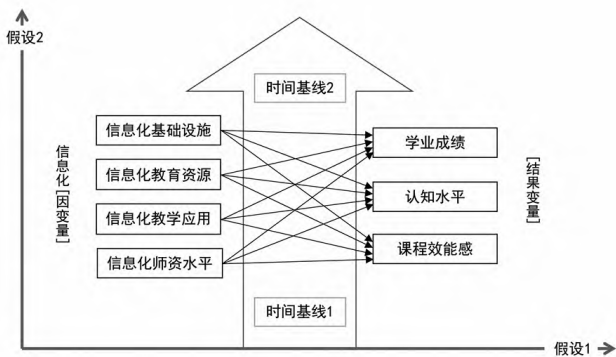 假设2
时间基线2
信息化基础设施
学业成绩
信息化教育资源
信息化[因变量]
认知水平
[结果变量]
信息化教学应用
课程效能感
信息化师资水平
时间基线1
假设1